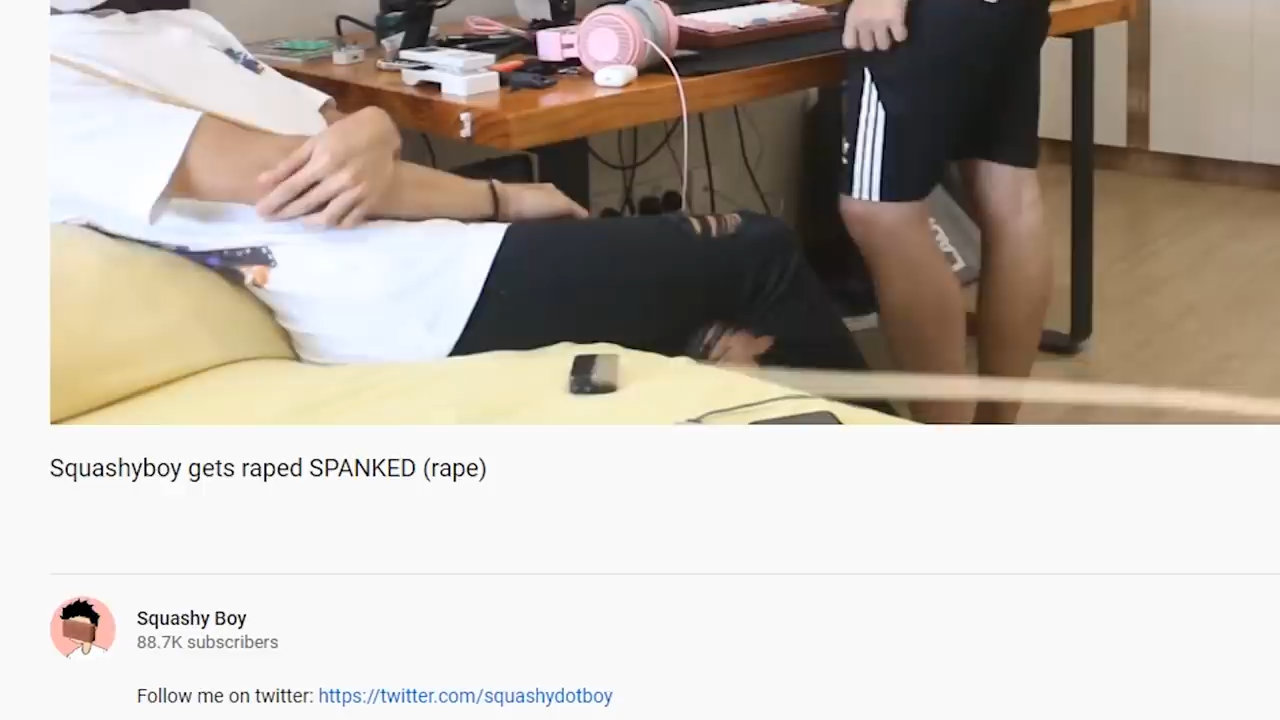 Squashyboy gets raped SPANKED (rape)
Squashy Boy
88.7K subscribers
Follow me on twitter: https://twitter.com/squashydotboy